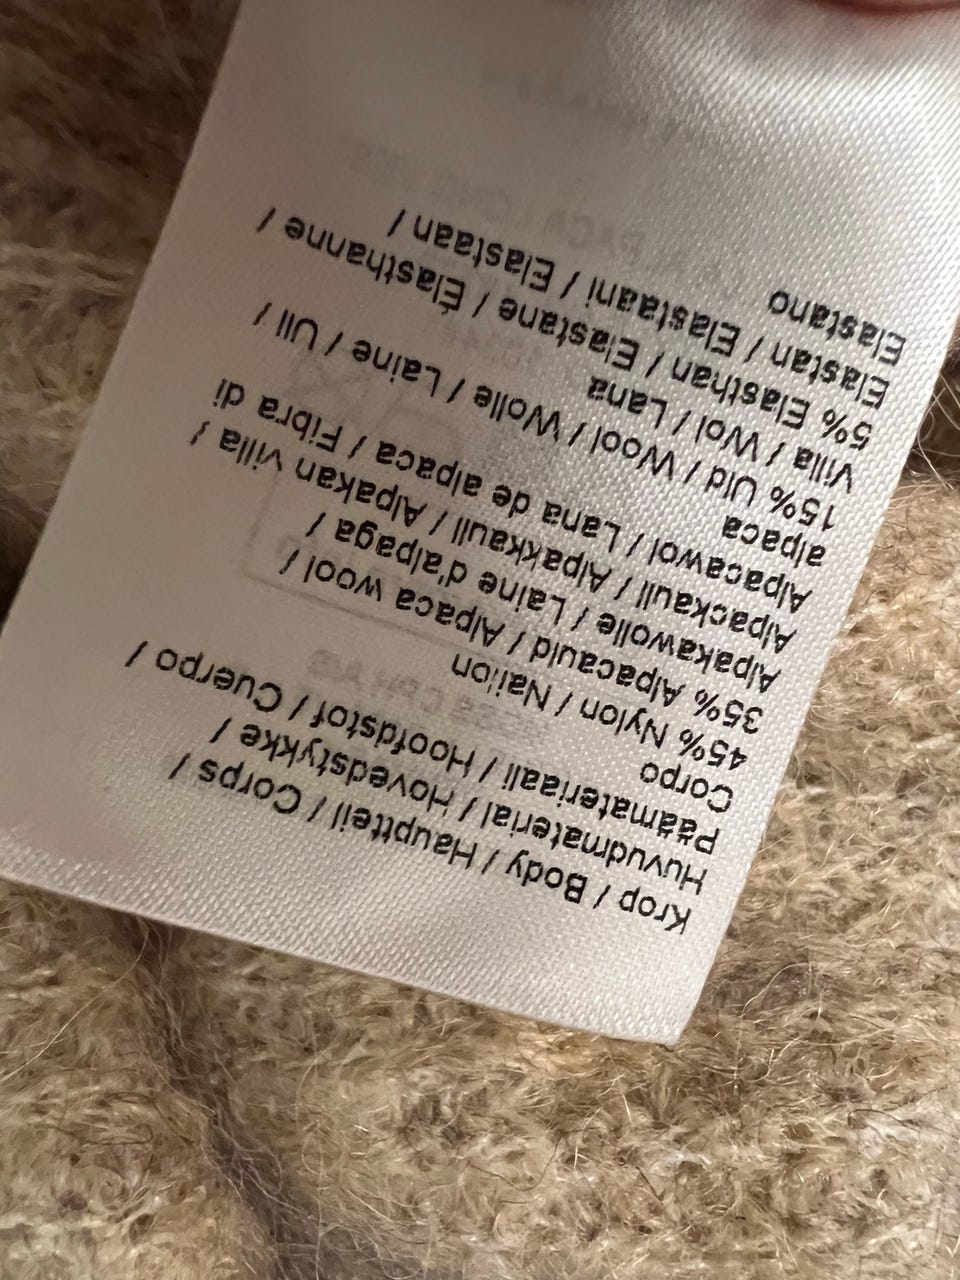 Krop / Body / Hauptteil / Corps /
Huvudmaterial / Hovedstykke /
Päämateriaali / Hoofdstof / Cuerpo /
Corpo
45% Nylon / Nailon
35% Alpacauld / Alpaca wool /
Alpakawolle / Laine d'alpaga /
Alpackaull / Alpakkaull / Alpakan villa /
Alpacawol / Lana de alpaca / Fibra di
alpaca
15% Uld / Wool / Wolle / Laine / Ull /
Villa / Wol / Lana
5% Elasthan / Elastane / Élasthanne /
Elastan / Elastaani / Elastaan /
Elastano